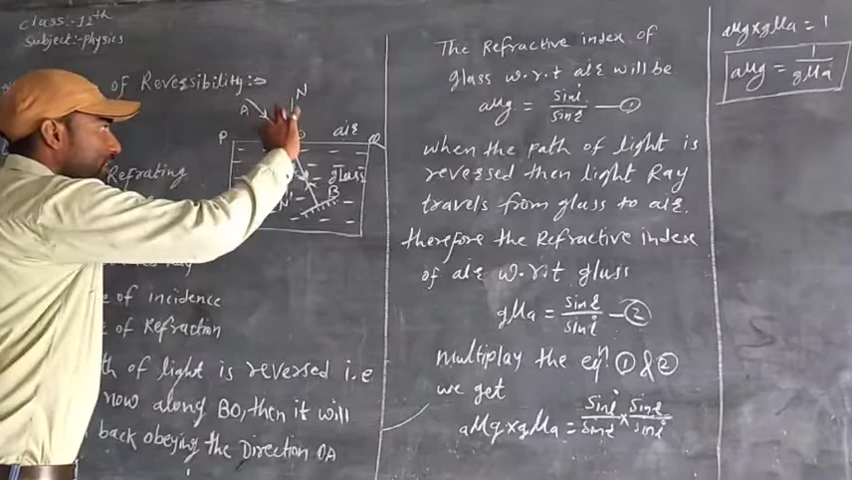 Class:-12th
Subject:-Physics
of Reversibility:-
A
N
P
air
Refrating
glass
B
N'
Ray
of incidence
of Refraction
of light is reversed i.e
now along BO, then it will
back obeying the Direction OA
The Refractive index of
glass w.r.t air will be
aμg = sini/sinr —①
when the path of light is
reversed then light Ray
travels from glass to air.
therefore the Refractive index
of air w.r.t glass
gμa = sinr/sini —②
multiplay the eqn ① & ②
we get
aμg×gμa = sini/sinr × sinr/sini
aμg×gμa = 1
aμg = 1/gμa